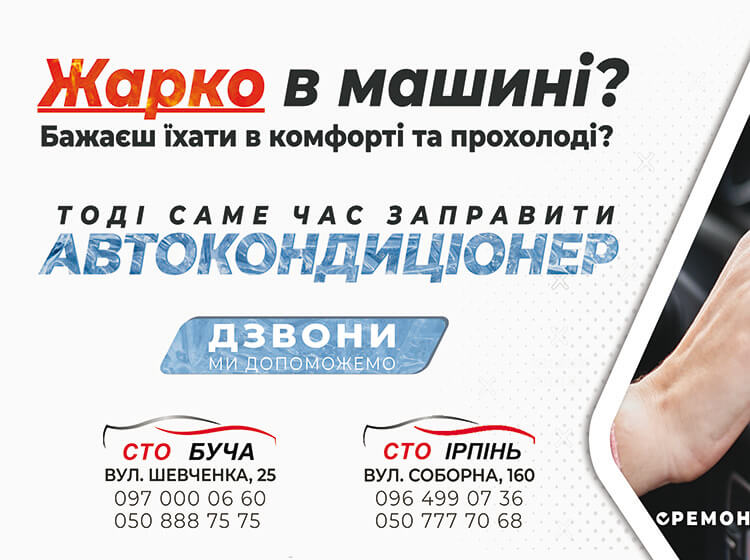 Жарко в машині?
Бажаєш їхати в комфорті та прохолоді?
ТОДІ САМЕ ЧАС ЗАПРАВИТИ
АВТОКОНДИЦІОНЕР
ДЗВОНИ
МИ ДОПОМОЖЕМО
СТО БУЧА
ВУЛ. ШЕВЧЕНКА, 25
097 000 06 60
050 888 75 75
СТО ІРПІНЬ
ВУЛ. СОБОРНА, 160
096 499 07 36
050 777 70 68